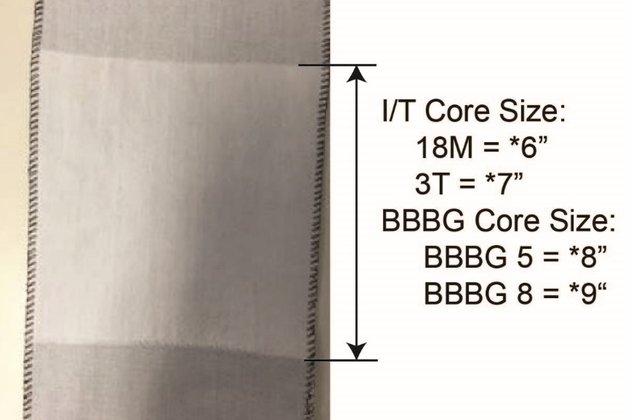 I/T Core Size:
18M = *6”
3T = *7”
BBBG Core Size:
BBBG 5 = *8”
BBBG 8 = *9“